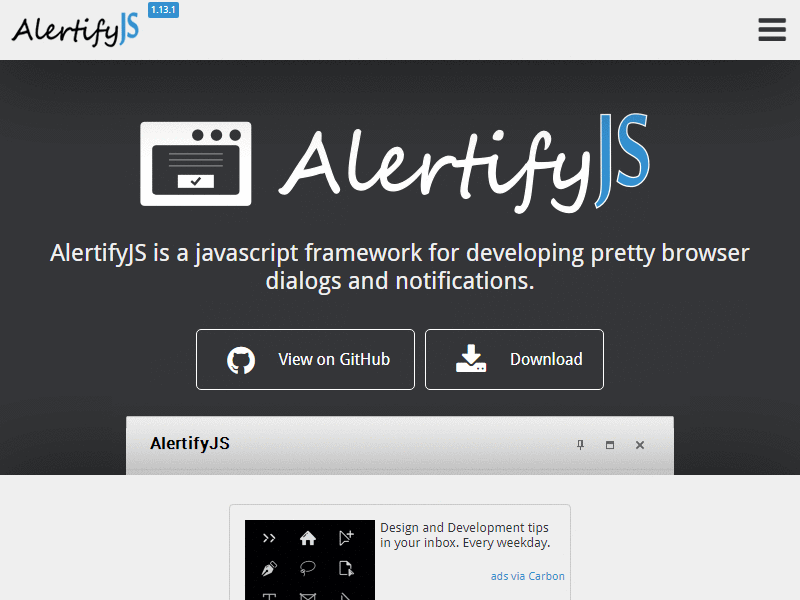 AlertifyJS
1.13.1
AlertifyJS
AlertifyJS is a javascript framework for developing pretty browser
dialogs and notifications.
View on GitHub
Download
AlertifyJS
Design and Development tips
in your inbox. Every weekday.
ads via Carbon